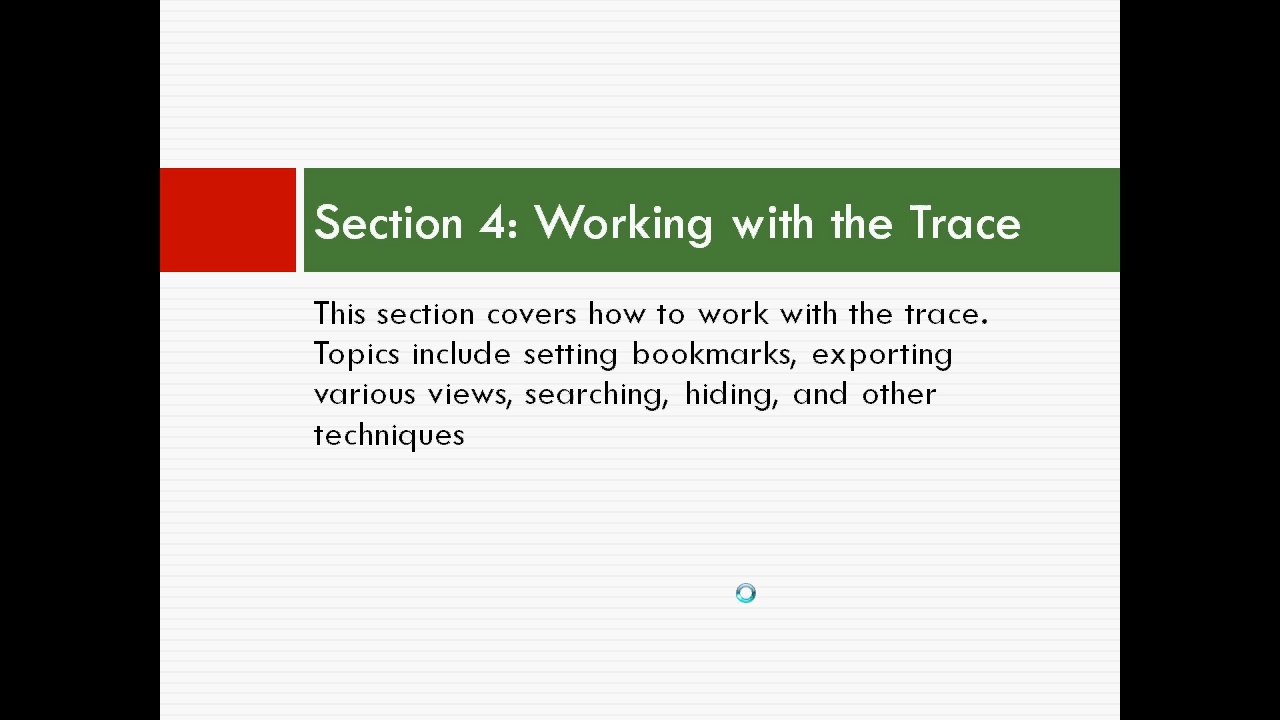 Section 4: Working with the Trace
This section covers how to work with the trace.
Topics include setting bookmarks, exporting
various views, searching, hiding, and other
techniques